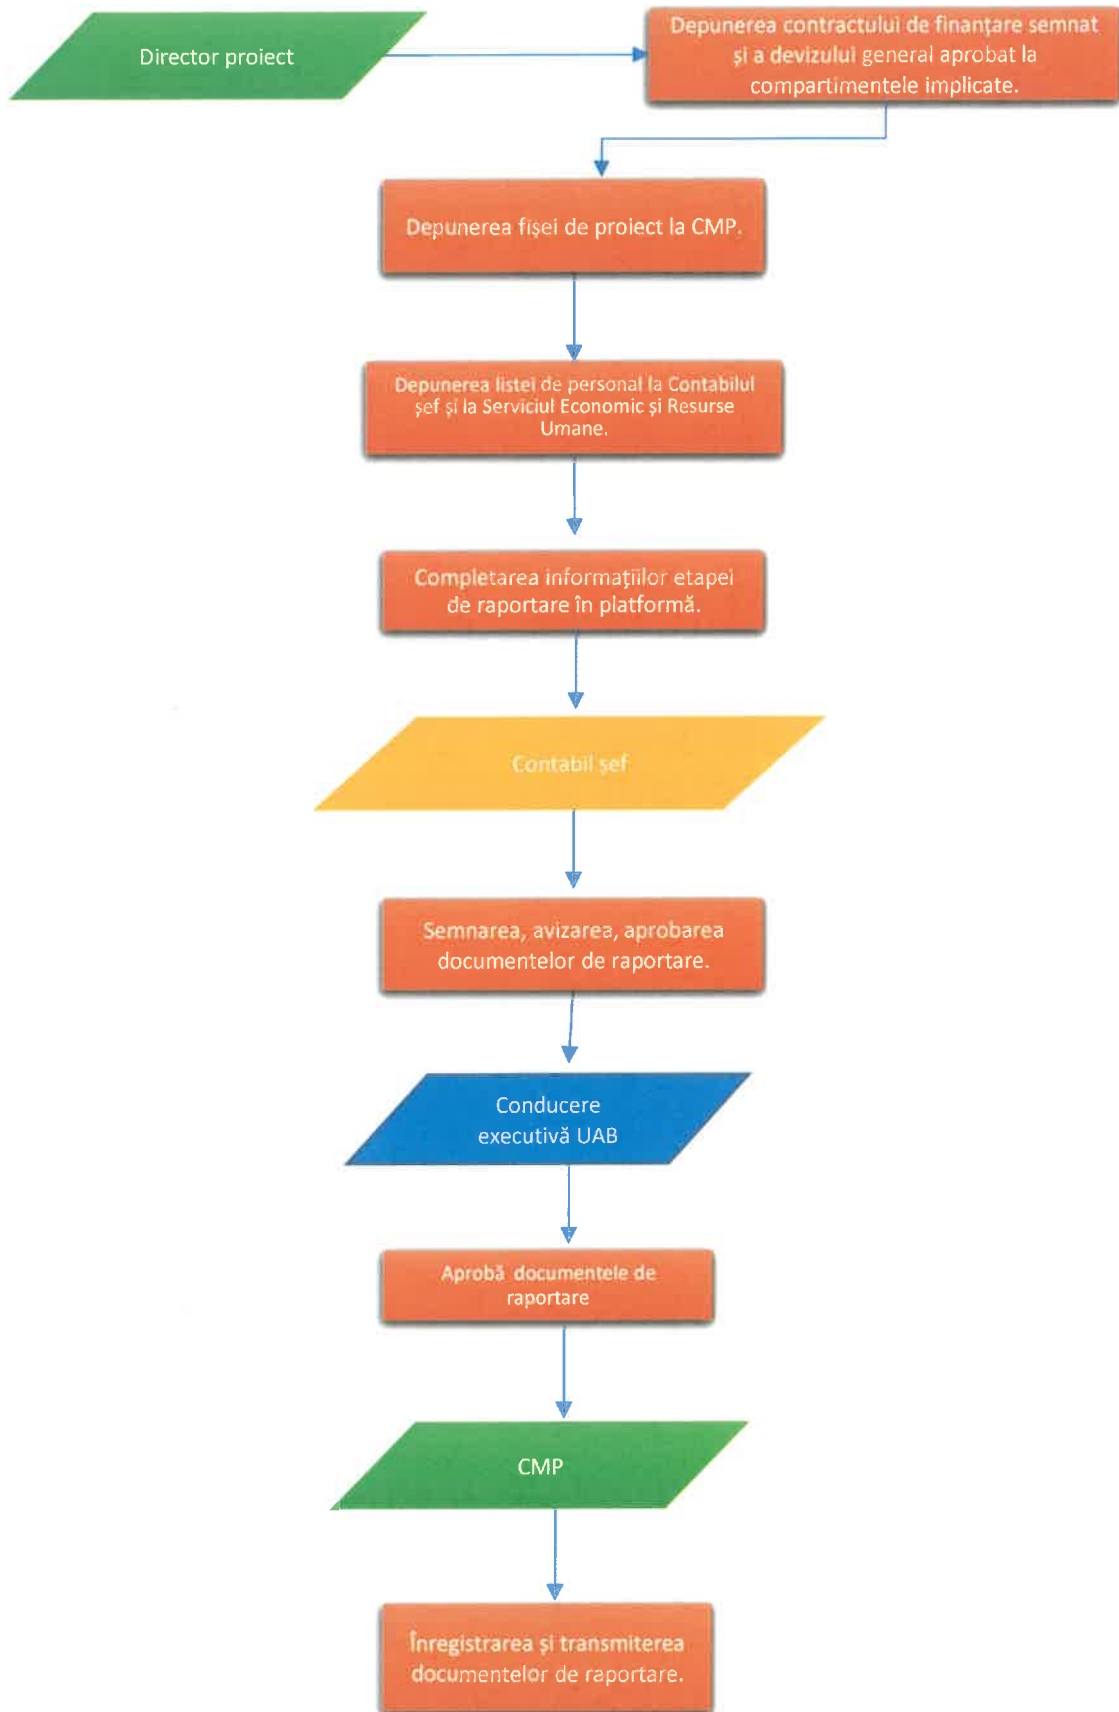 Director proiect
Depunerea contractului de finanțare semnat
și a devizului general aprobat la
compartimentele implicate.
Depunerea fișei de proiect la CMP.
Depunerea listei de personal la Contabilul
șef și la Serviciul Economic și Resurse
Umane.
Completarea informațiilor etapei
de raportare în platformă.
Contabil șef
Semnarea, avizarea, aprobarea
documentelor de raportare.
Conducere
executivă UAB
Aprobă documentele de
raportare
CMP
Înregistrarea și transmiterea
documentelor de raportare.